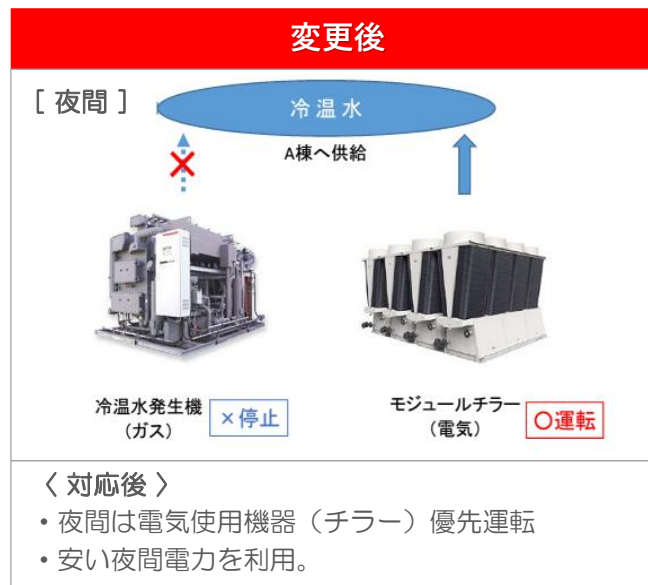 変更後
[ 夜間 ]
冷温水
A棟へ供給
冷温水発生機
(ガス)
×停止
モジュールチラー
(電気)
〇運転
〈 対応後 〉
・夜間は電気使用機器（チラー）優先運転
・安い夜間電力を利用。